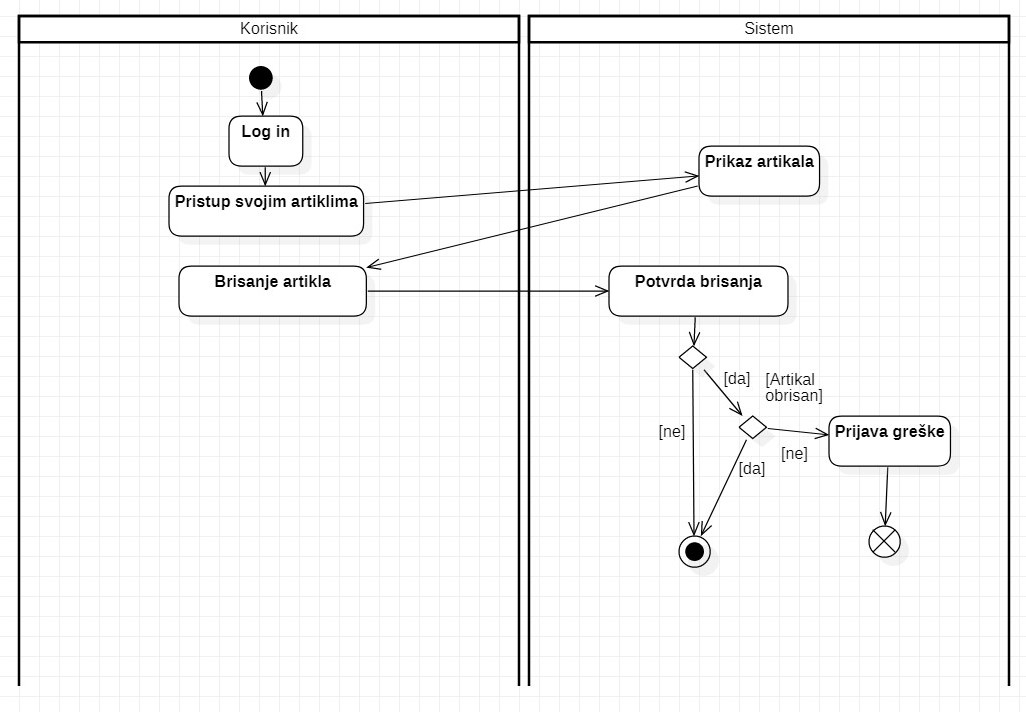 Korisnik
Sistem
Log in
Prikaz artikala
Pristup svojim artiklima
Brisanje artikla
Potvrda brisanja
[da]
[Artikal
obrisan]
[ne]
Prijava greške
[ne]
[da]